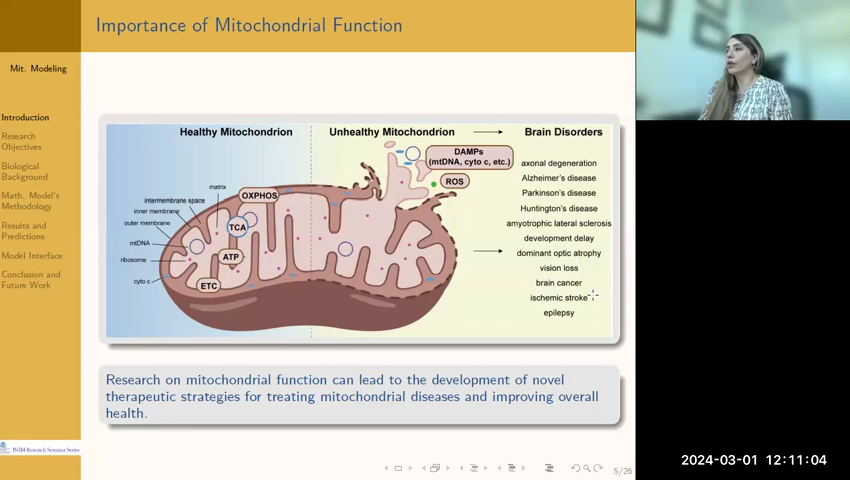 Importance of Mitochondrial Function
Mit. Modeling
Introduction
Research
Objectives
Biological
Background
Math. Model's
Methodology
Results and
Predictions
Model Interface
Conclusion and
Future Work
INIM Research Seminar Series
Healthy Mitochondrion
Unhealthy Mitochondrion
Brain Disorders
DAMPs
(mtDNA, cyto c, etc.)
ROS
matrix
intermembrane space
inner membrane
outer membrane
mtDNA
ribosome
cyto c
OXPHOS
TCA
ATP
ETC
axonal degeneration
Alzheimer's disease
Parkinson's disease
Huntington's disease
amyotrophic lateral sclerosis
development delay
dominant optic atrophy
vision loss
brain cancer
ischemic stroke
epilepsy
Research on mitochondrial function can lead to the development of novel
therapeutic strategies for treating mitochondrial diseases and improving overall
health.
5/26
2024-03-01 12:11:04